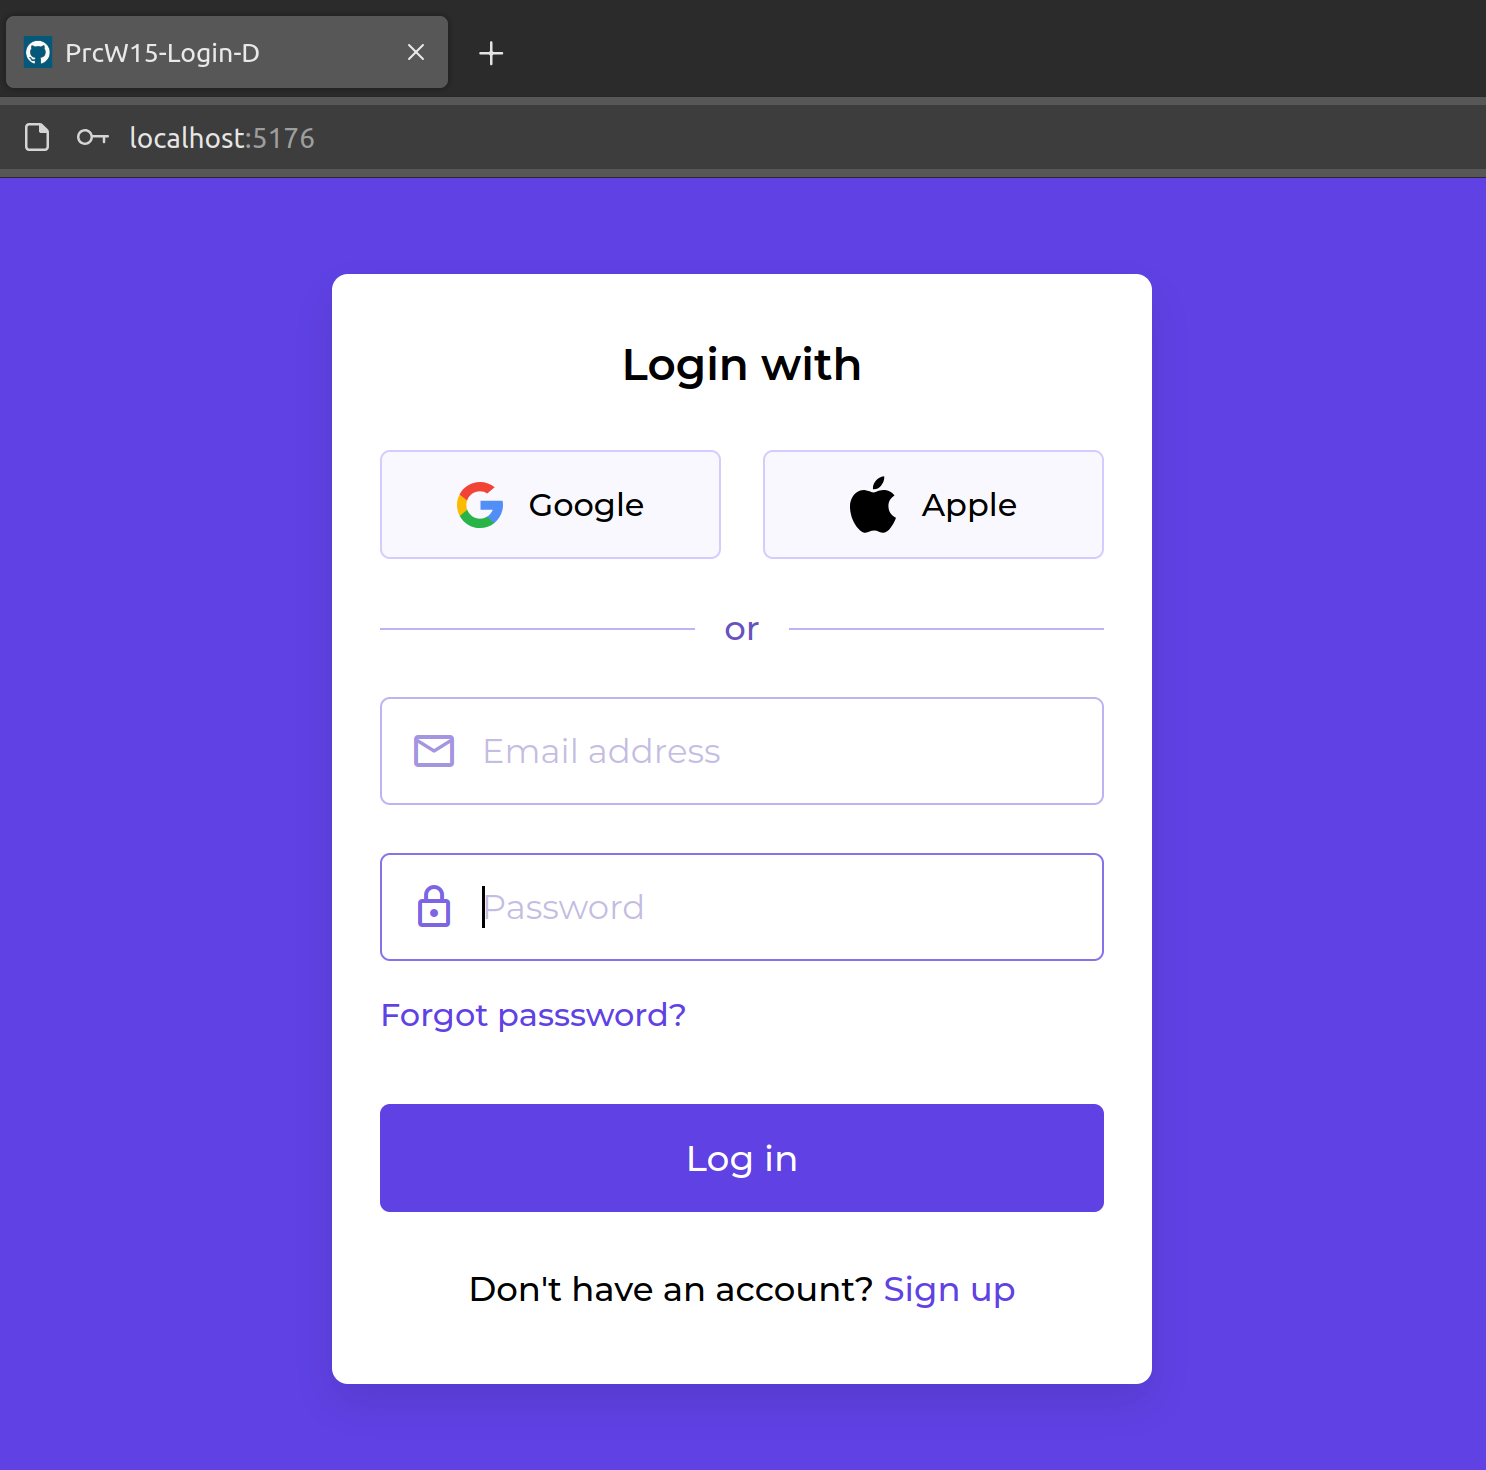 PrcW15-Login-D
localhost:5176
Login with
Google
Apple
or
Email address
Password
Forgot passsword?
Log in
Don't have an account? Sign up